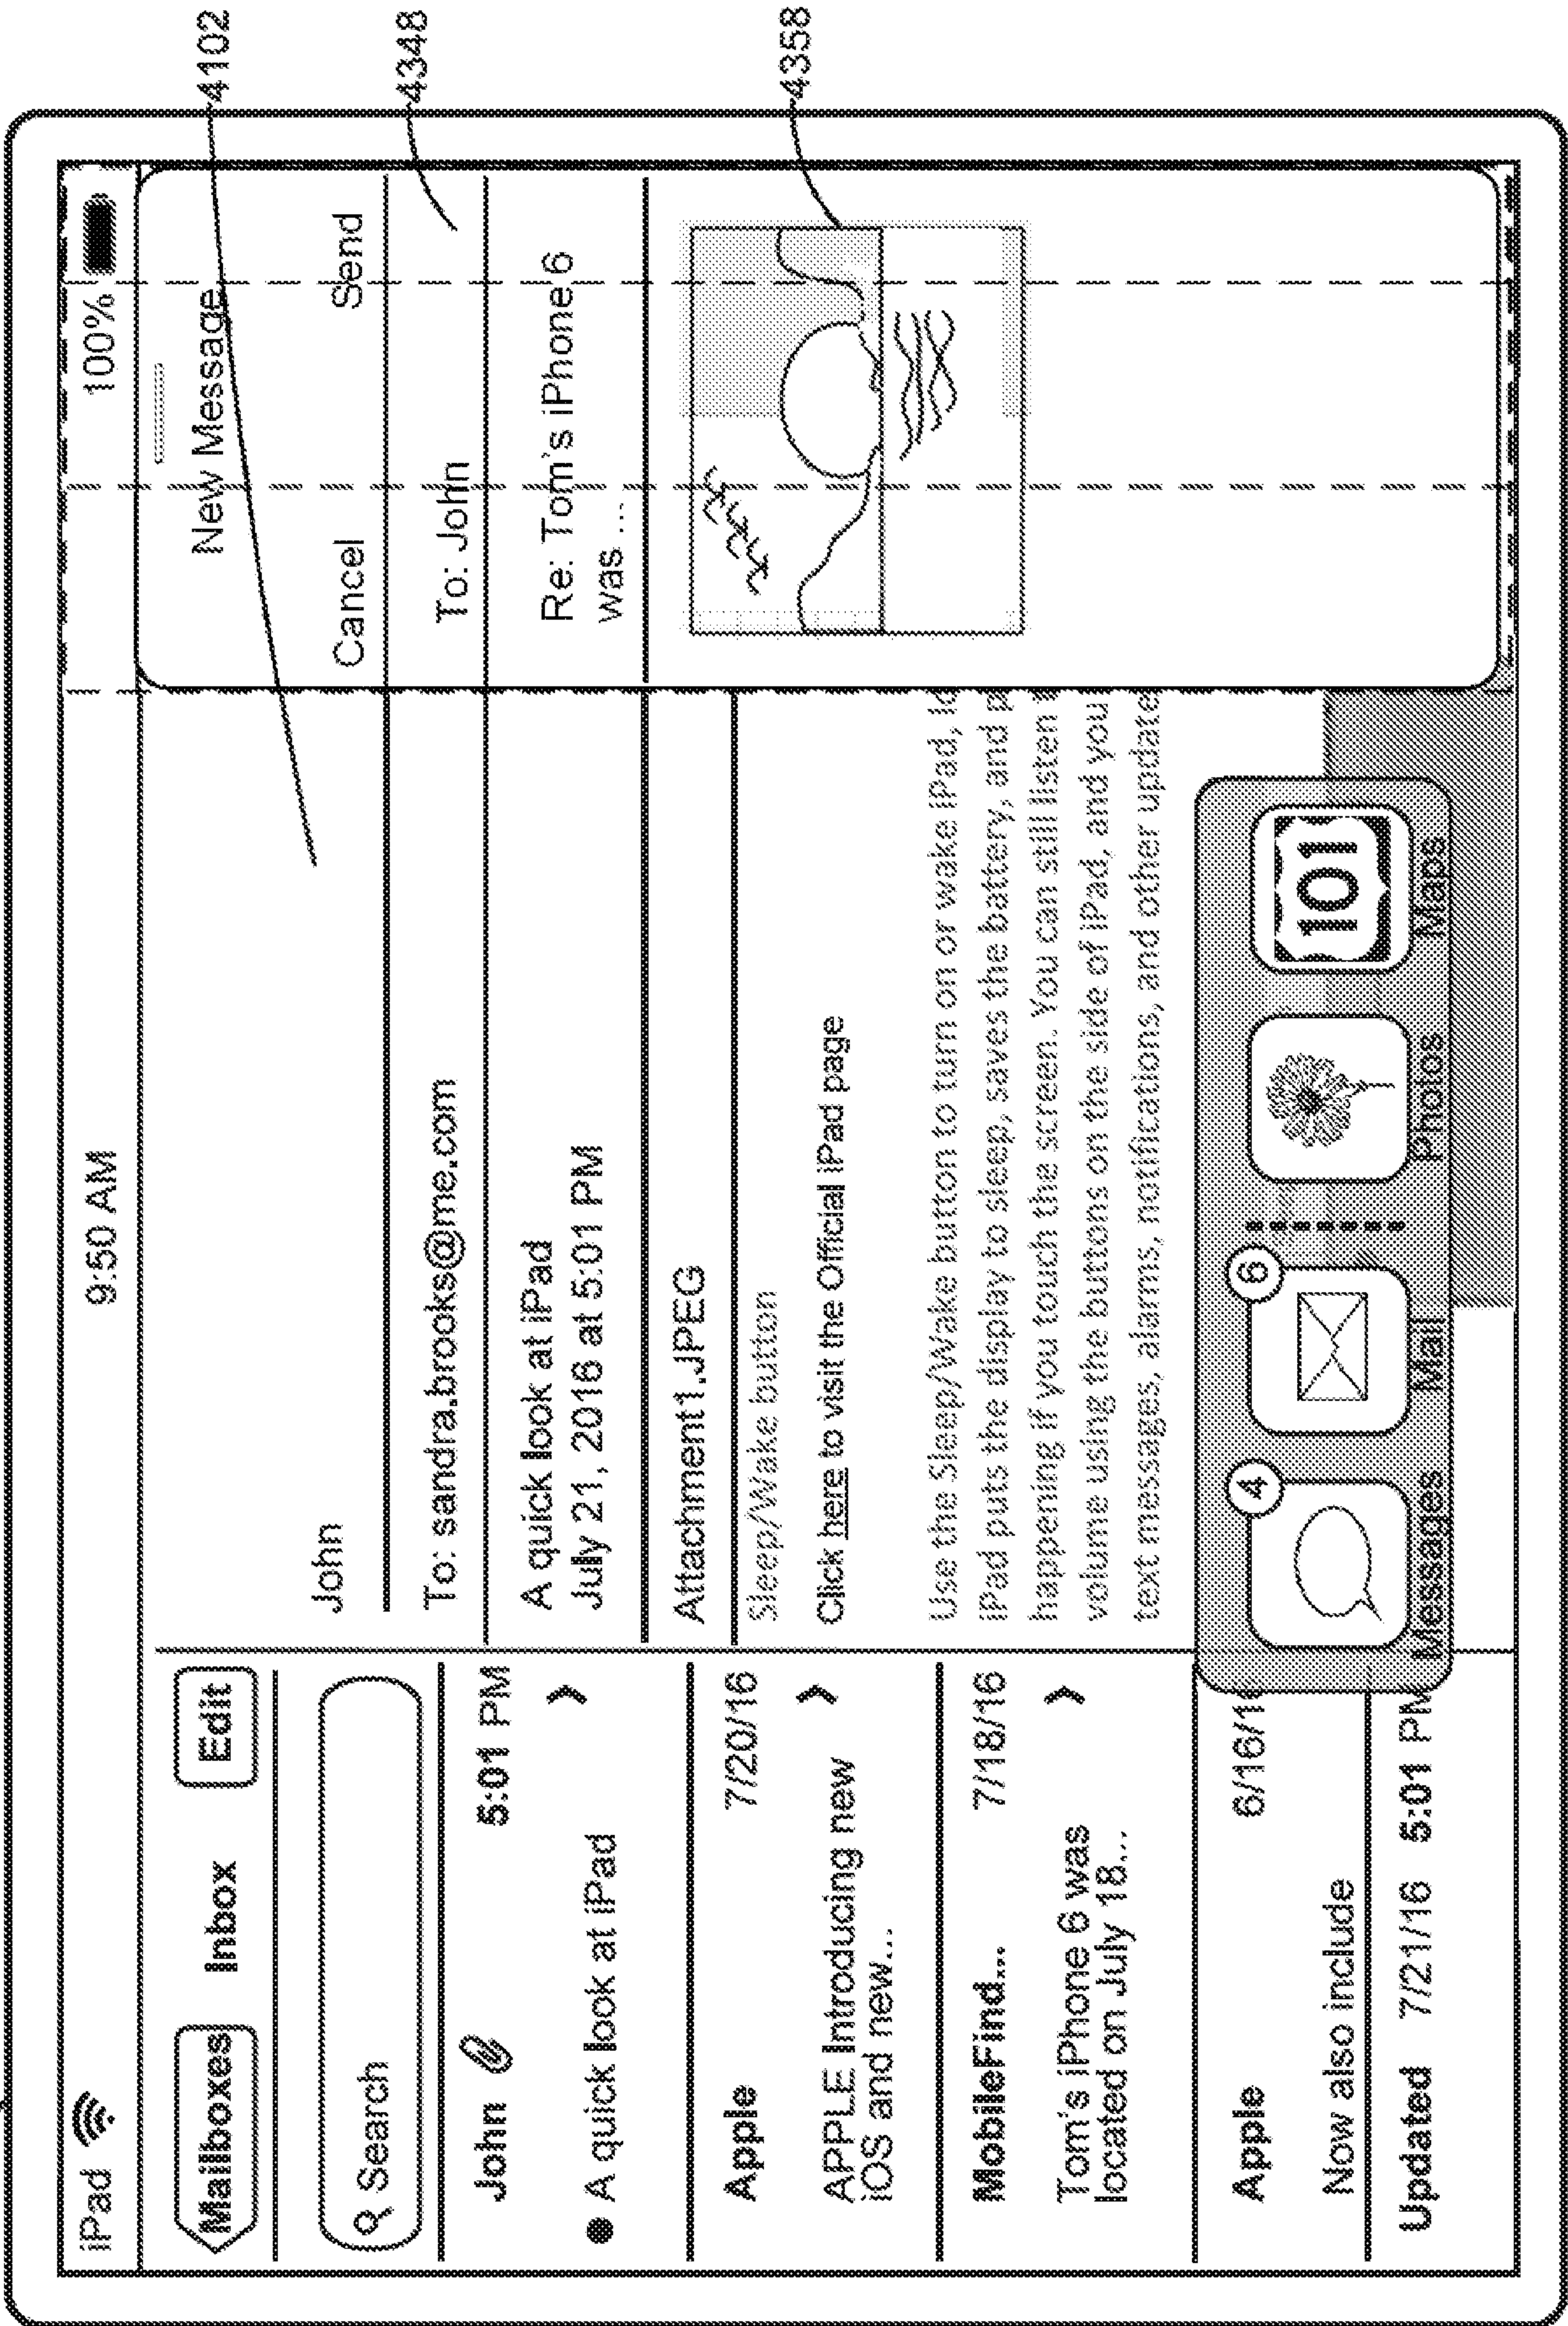 iPad 9:50 AM 100%
Mailboxes Inbox Edit
Search
John 5:01 PM
A quick look at iPad
Apple 7/20/16
APPLE Introducing new
iOS and new...
MobileFind... 7/18/16
Tom's iPhone 6 was
located on July 18...
Apple 6/16/1
Now also include
Updated 7/21/16 5:01 PM
John
To: sandra.brooks@me.com
A quick look at iPad
July 21, 2016 at 5:01 PM
Attachment1.JPEG
Sleep/Wake button
Click here to visit the Official iPad page
Use the Sleep/Wake button to turn on or wake iPad, lo
iPad puts the display to sleep, saves the battery, and p
happening if you touch the screen. You can still listen t
volume using the buttons on the side of iPad, and you
text messages, alarms, notifications, and other update
4 6 101
Messages Mail Photos Maps
New Message
Cancel Send
To: John
Re: Tom's iPhone 6
was ...
4102
4348
4358